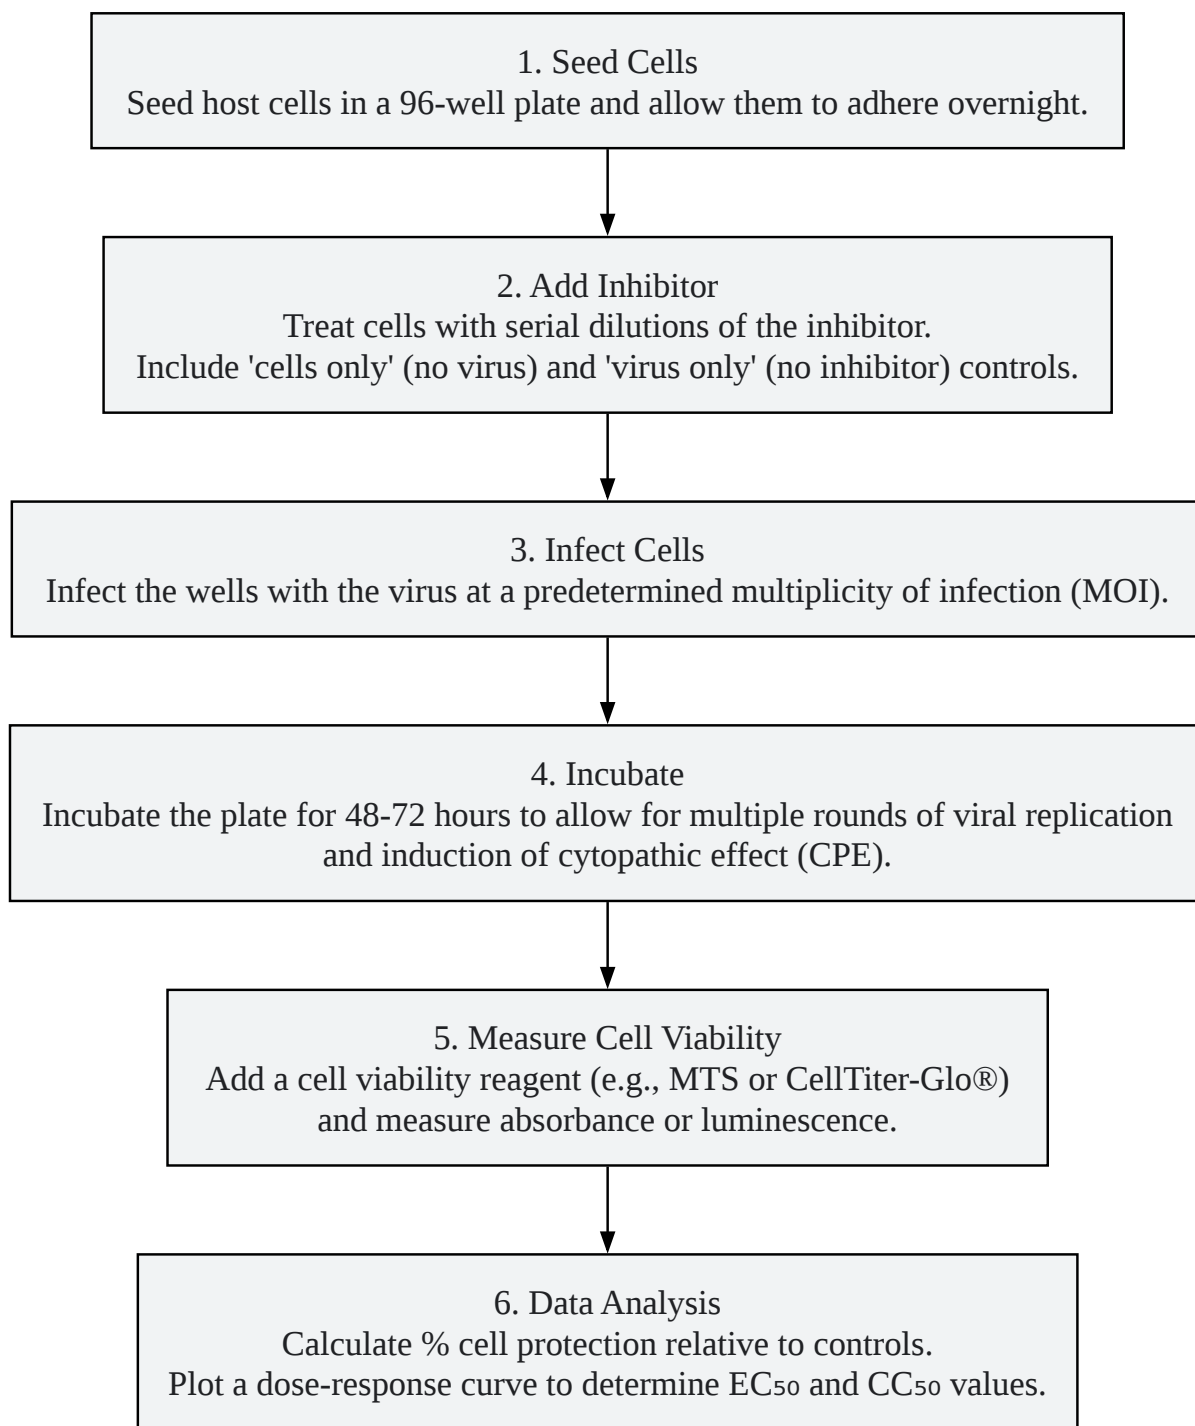 1. Seed Cells
Seed host cells in a 96-well plate and allow them to adhere overnight.
2. Add Inhibitor
Treat cells with serial dilutions of the inhibitor.
Include 'cells only' (no virus) and 'virus only' (no inhibitor) controls.
3. Infect Cells
Infect the wells with the virus at a predetermined multiplicity of infection (MOI).
4. Incubate
Incubate the plate for 48-72 hours to allow for multiple rounds of viral replication
and induction of cytopathic effect (CPE).
5. Measure Cell Viability
Add a cell viability reagent (e.g., MTS or CellTiter-Glo®)
and measure absorbance or luminescence.
6. Data Analysis
Calculate % cell protection relative to controls.
Plot a dose-response curve to determine EC₅₀ and CC₅₀ values.